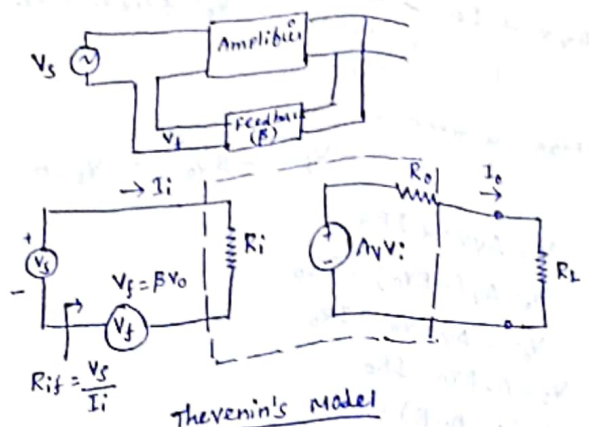 Amplifier
Vs
Feedback
(β)
Vf
→ Ii
Ro
Io
→
+
Vs
-
Ri
Vf = βVo
Vf
+
-
AvVi
RL
Rif = Vs
Ii
Thevenin's Model